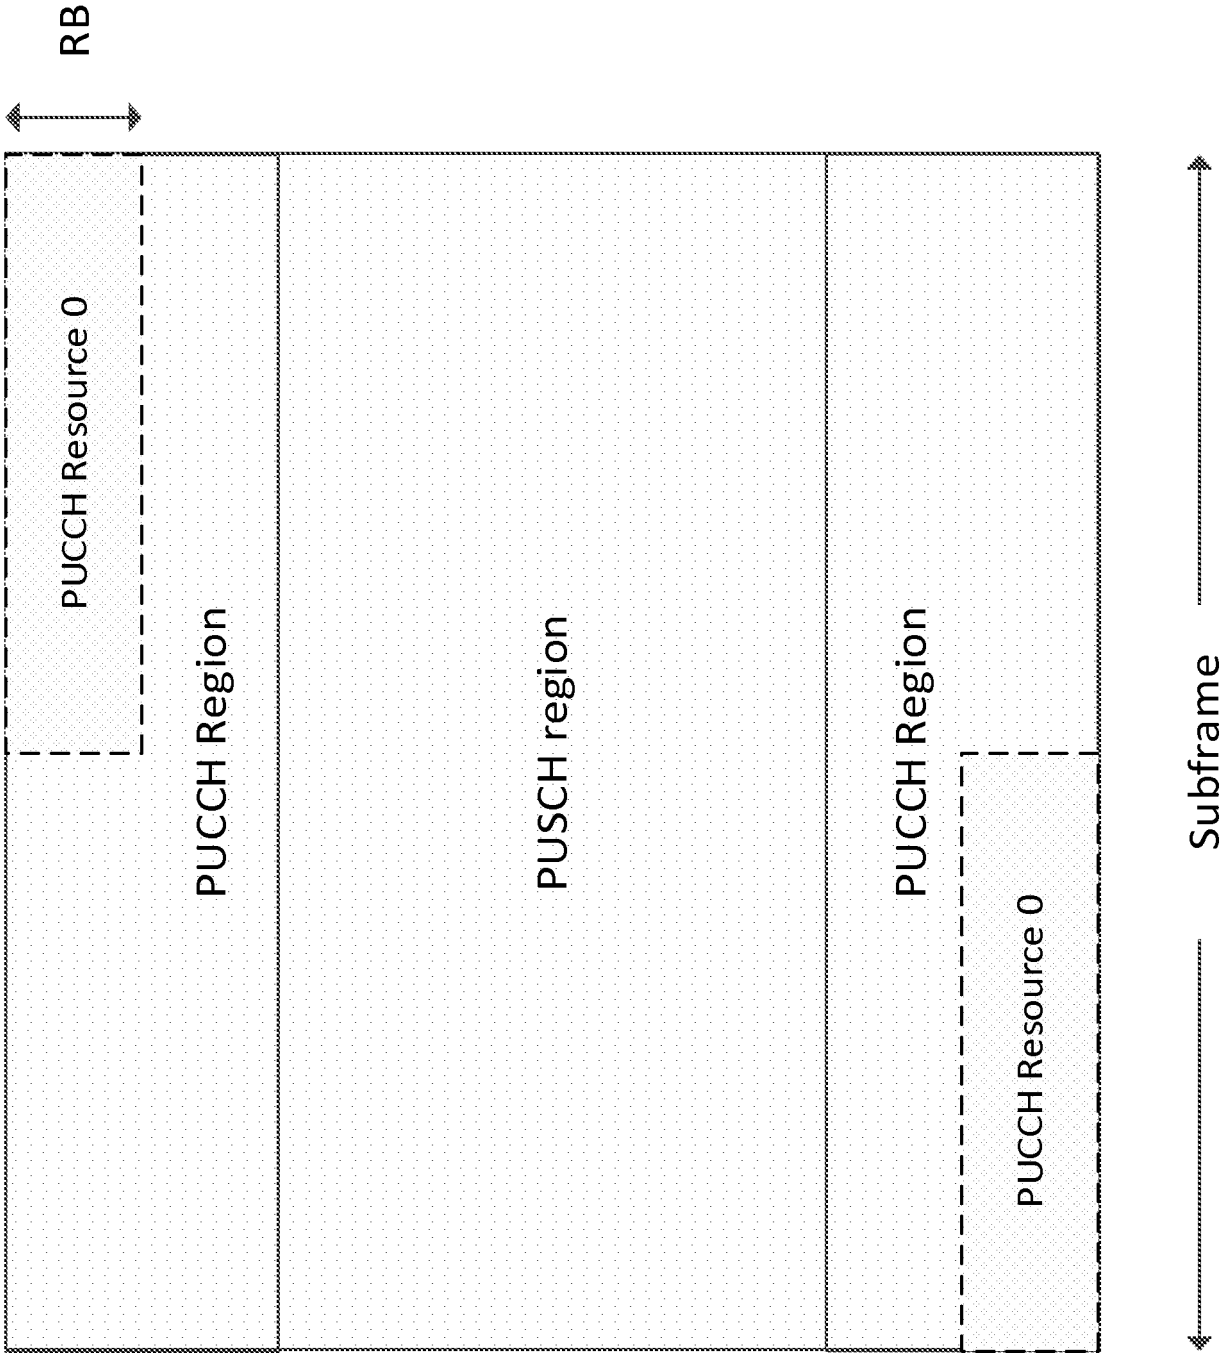 RB
PUCCH Resource 0
PUCCH Region
PUSCH region
PUCCH Region
PUCCH Resource 0
Subframe